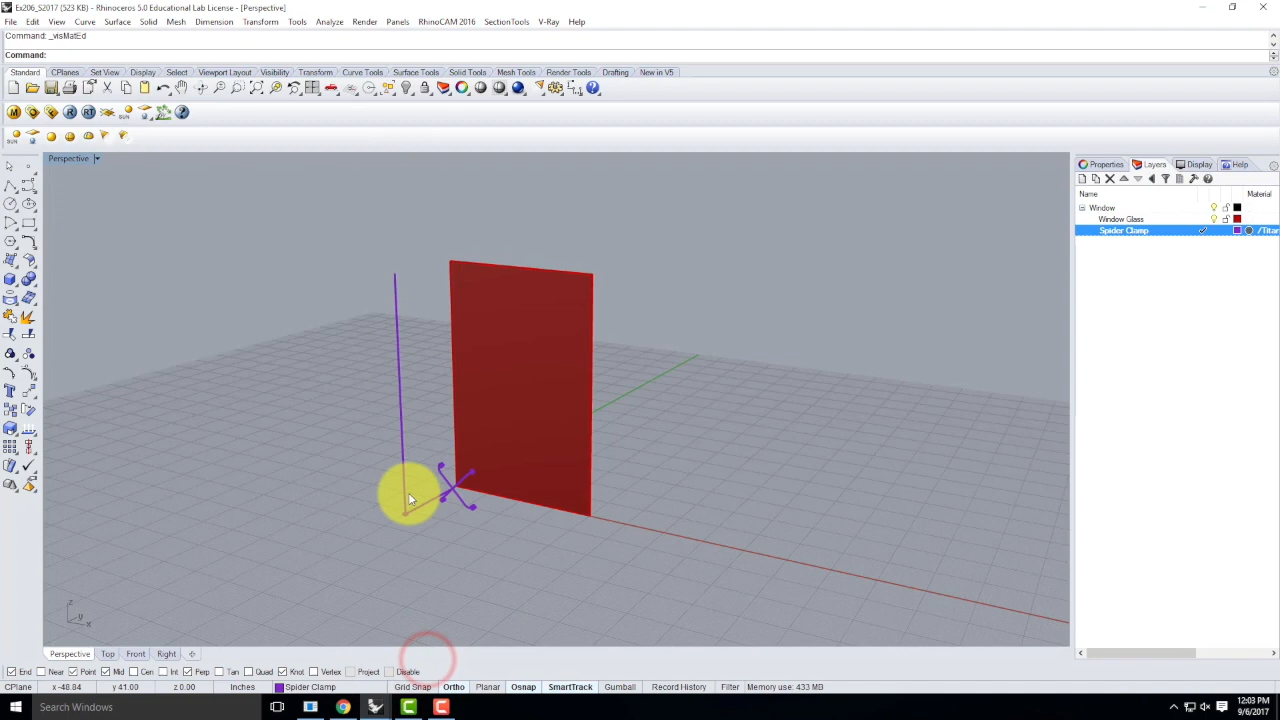 Ex206_S2017 (523 KB) - Rhinoceros 5.0 Educational Lab License - [Perspective]
File Edit View Curve Surface Solid Mesh Dimension Transform Tools Analyze Render Panels RhinoCAM 2016 SectionTools V-Ray Help
Command: _visMatEd
Command:
Standard CPlanes Set View Display Select Viewport Layout Visibility Transform Curve Tools Surface Tools Solid Tools Mesh Tools Render Tools Drafting New in V5
M R RT
SUN
SUN
Perspective
Properties Layers Display Help
Name Material
Window
Window Glass
Spider Clamp /Titan
z
y
x
Perspective Top Front Right
End Near Point Mid Cen Int Perp Tan Quad Knot Vertex Project Disable
CPlane x -48.84 y 41.00 z 0.00 Inches Spider Clamp Grid Snap Ortho Planar Osnap SmartTrack Gumball Record History Filter Memory use: 433 MB
Search Windows
12:03 PM
9/6/2017